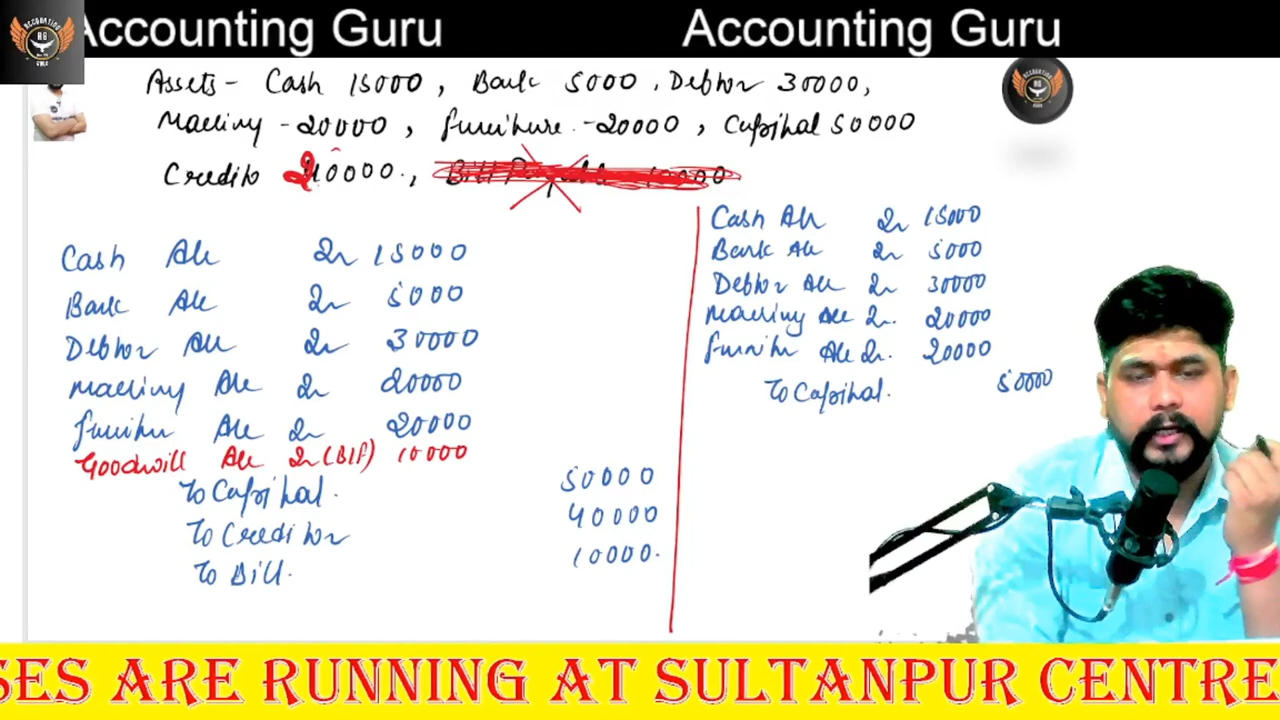 Accounting Guru Accounting Guru
Assets - Cash 15000, Bank 5000, Debtor 30000,
Machinery - 20000, Furniture - 20000, Capital 50000
Creditor 20000,
Cash A/c Dr 15000
Bank A/c Dr 5000
Debtor A/c Dr 30000
Machinery A/c Dr 20000
Furniture A/c Dr 20000
Goodwill A/c Dr (B/f) 10000
To Capital. 50000
To Creditor 40000
To Bill. 10000.
Cash A/c Dr 15000
Bank A/c Dr 5000
Debtor A/c Dr 30000
Machinery A/c Dr. 20000
Furnitur A/c Dr. 20000
To Capital. 50000
SES ARE RUNNING AT SULTANPUR CENTRE